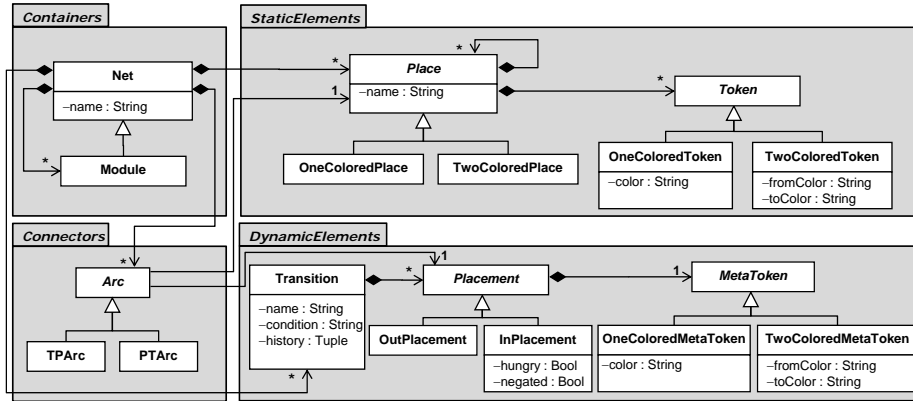 Containers
Net
–name : String
*
Module
StaticElements
*
*
Place
–name : String
1
*
Token
OneColoredPlace
TwoColoredPlace
OneColoredToken
–color : String
TwoColoredToken
–fromColor : String
–toColor : String
Connectors
*
Arc
TPArc
PTArc
DynamicElements
Transition
–name : String
–condition : String
–history : Tuple
*
*
1
Placement
1
MetaToken
OutPlacement
InPlacement
–hungry : Bool
–negated : Bool
OneColoredMetaToken
–color : String
TwoColoredMetaToken
–fromColor : String
–toColor : String